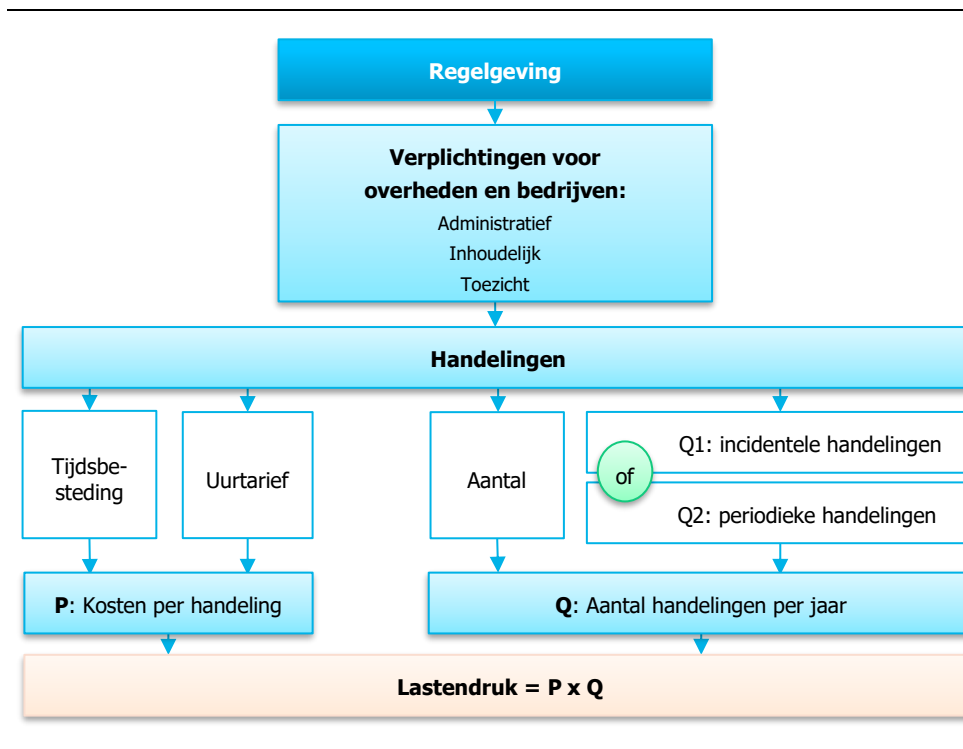 Regelgeving
Verplichtingen voor
overheden en bedrijven:
Administratief
Inhoudelijk
Toezicht
Handelingen
Tijdsbe-
steding
Uurtarief
Aantal
Q1: incidentele handelingen
of
Q2: periodieke handelingen
P: Kosten per handeling
Q: Aantal handelingen per jaar
Lastendruk = P x Q